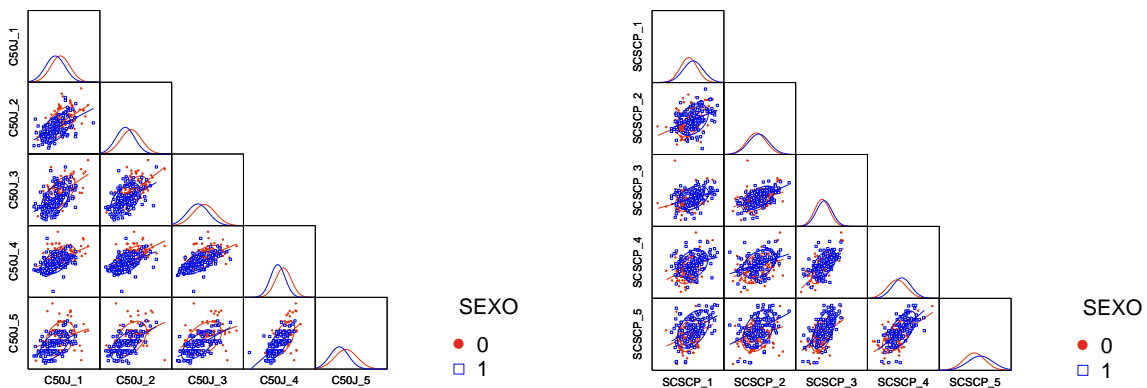 C50J_1
C50J_2
C50J_3
C50J_4
C50J_5
C50J_1 C50J_2 C50J_3 C50J_4 C50J_5
SEXO
0
1
SCSCP_1
SCSCP_2
SCSCP_3
SCSCP_4
SCSCP_5
SCSCP_1 SCSCP_2 SCSCP_3 SCSCP_4 SCSCP_5
SEXO
0
1